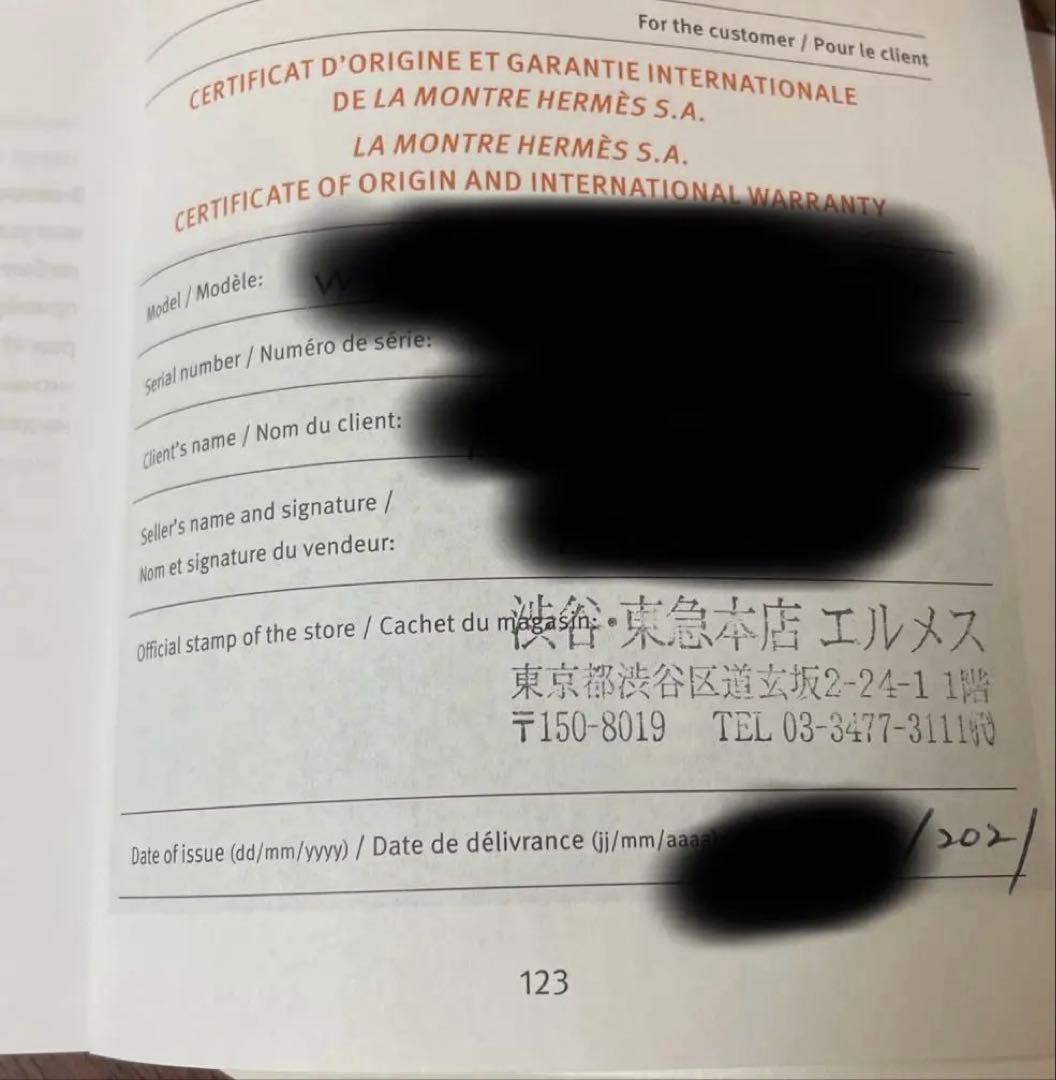 For the customer / Pour le client
CERTIFICAT D'ORIGINE ET GARANTIE INTERNATIONALE
DE LA MONTRE HERMÈS S.A.
LA MONTRE HERMÈS S.A.
CERTIFICATE OF ORIGIN AND INTERNATIONAL WARRANTY
Model / Modèle: W
Serial number / Numéro de série:
Client's name / Nom du client:
Seller's name and signature /
Nom et signature du vendeur:
Official stamp of the store / Cachet du magasin:
渋谷・東急本店 エルメス
東京都渋谷区道玄坂2-24-1 1階
〒150-8019 TEL 03-3477-3111㈹
Date of issue (dd/mm/yyyy) / Date de délivrance (jj/mm/aaaa) /2021
123